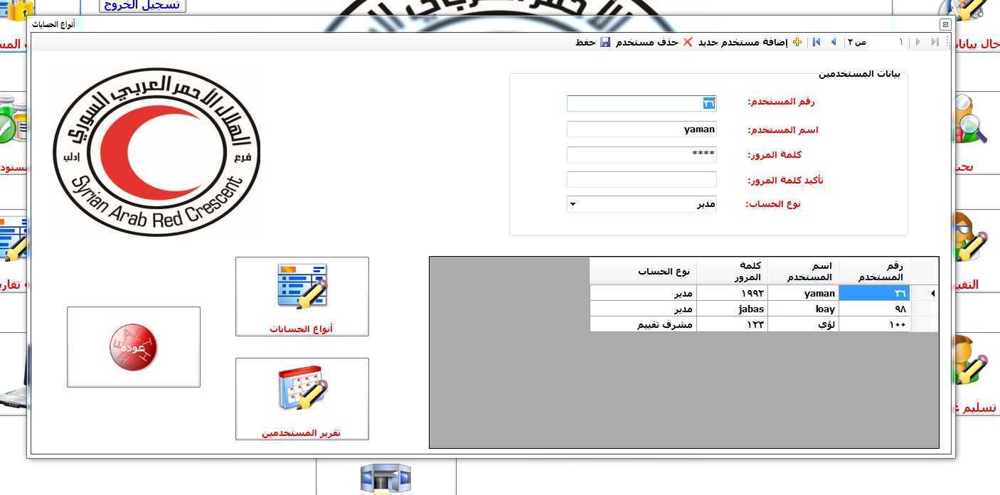 تسجيل الخروج
أنواع الحسابات
١ من ٣ إضافة مستخدم جديد حذف مستخدم حفظ
الهلال الأحمر العربي السوري
فرع إدلب
Syrian Arab Red Crescent
بيانات المستخدمين
رقم المستخدم: ٣٦
اسم المستخدم: yaman
كلمة المرور: ****
تأكيد كلمة المرور:
نوع الحساب: مدير
رقم المستخدم اسم المستخدم كلمة المرور نوع الحساب
٣٦ yaman ١٩٩٢ مدير
٩٨ loay jabas مدير
١٠٠ لؤي ١٢٣ مشرف تقييم
أنواع الحسابات
HEALTH
عودة
تقرير المستخدمين
تسليم